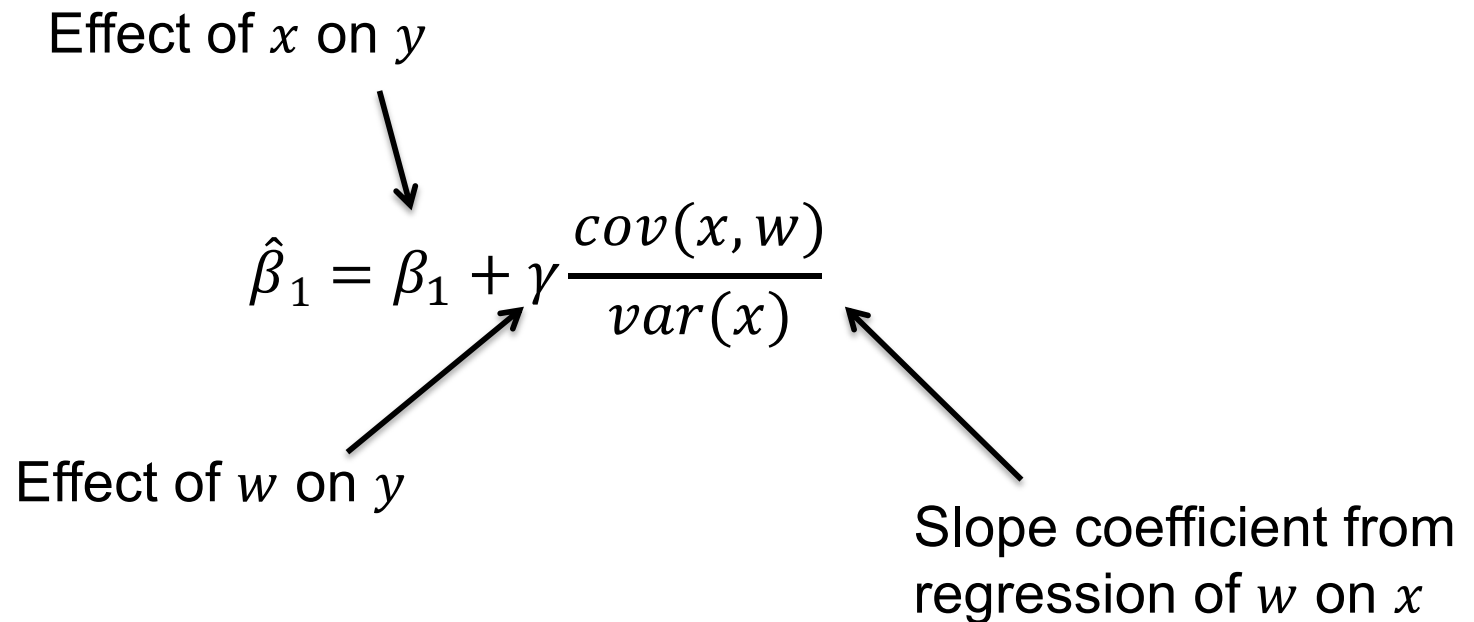 Effect of x on y
β̂₁ = β₁ + γ cov(x, w) / var(x)
Effect of w on y
Slope coefficient from
regression of w on x